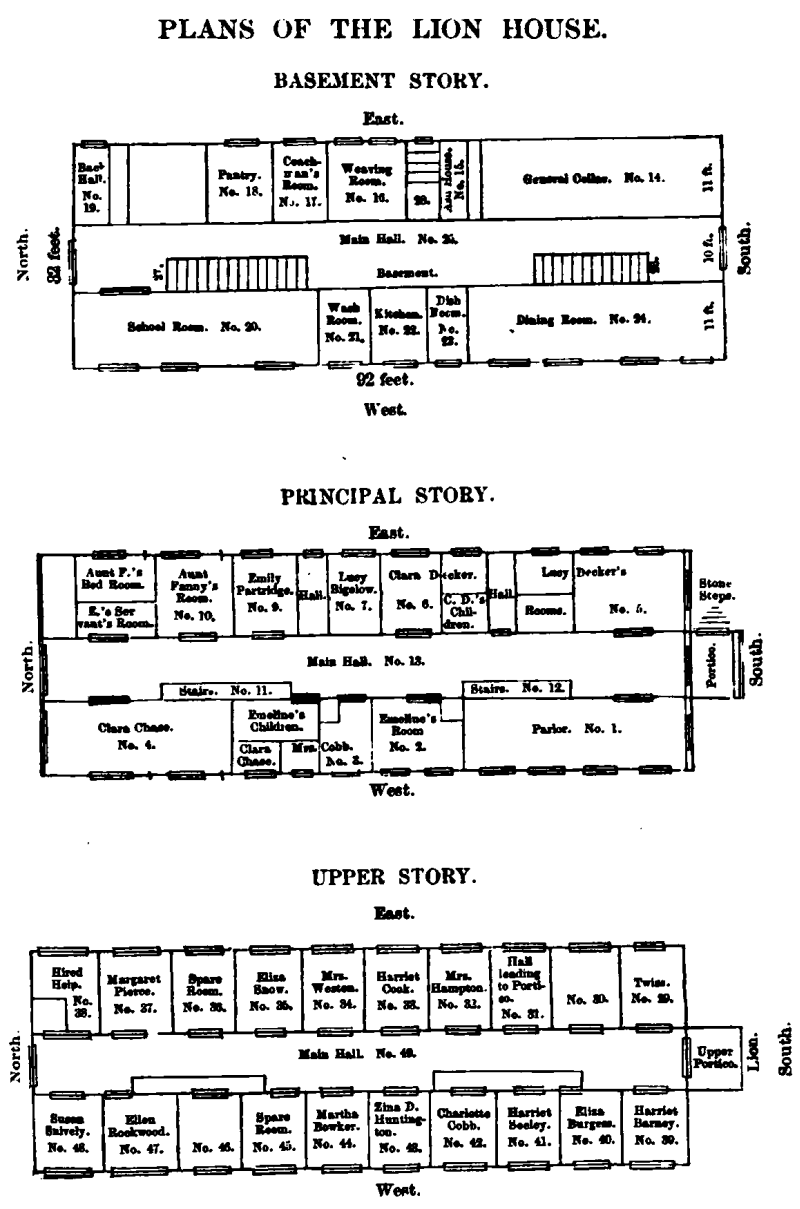 PLANS OF THE LION HOUSE.
BASEMENT STORY.
East.
North.
32 feet.
Back
Hall.
No.
19.
Pantry.
No. 18.
Coach-
man's
Room.
No. 17.
Weaving
Room.
No. 16.
26.
Ash House.
No. 15.
General Cellar. No. 14.
11 ft.
Main Hall. No. 25.
10 ft.
South.
27.
Basement.
School Room. No. 20.
Wash
Room.
No. 21.
Kitchen.
No. 22.
Dish
Room.
No.
23.
Dining Room. No. 24.
11 ft.
92 feet.
West.
PRINCIPAL STORY.
East.
North.
Aunt F.'s
Bed Room.
E.'s Ser
vant's Room.
Aunt
Fanny's
Room.
No. 10.
Emily
Partridge.
No. 9.
Hall.
Lucy
Bigelow.
No. 7.
Clara Decker.
No. 6.
C. D.'s
Chil-
dren.
Hall.
Lucy Decker's
Rooms.
No. 5.
Stone
Steps.
Main Hall. No. 13.
Portico.
South.
Stairs. No. 11.
Stairs. No. 12.
Clara Chase.
No. 4.
Emeline's
Children.
Clara
Chase.
Mrs. Cobb.
No. 3.
Emeline's
Room
No. 2.
Parlor. No. 1.
West.
UPPER STORY.
East.
North.
Hired
Help.
No.
38.
Margaret
Pierce.
No. 37.
Spare
Room.
No. 36.
Eliza
Snow.
No. 35.
Mrs.
Weston.
No. 34.
Harriet
Cook.
No. 33.
Mrs.
Hampton.
No. 32.
Hall
leading
to Porti-
co.
No. 31.
No. 30.
Twiss.
No. 29.
Main Hall. No. 49.
Upper
Portico.
Lion.
South.
Susan
Snively.
No. 48.
Ellen
Rockwood.
No. 47.
No. 46.
Spare
Room.
No. 45.
Martha
Bowker.
No. 44.
Zina D.
Hunting-
ton.
No. 43.
Charlotte
Cobb.
No. 42.
Harriet
Seeley.
No. 41.
Eliza
Burgess.
No. 40.
Harriet
Barney.
No. 39.
West.